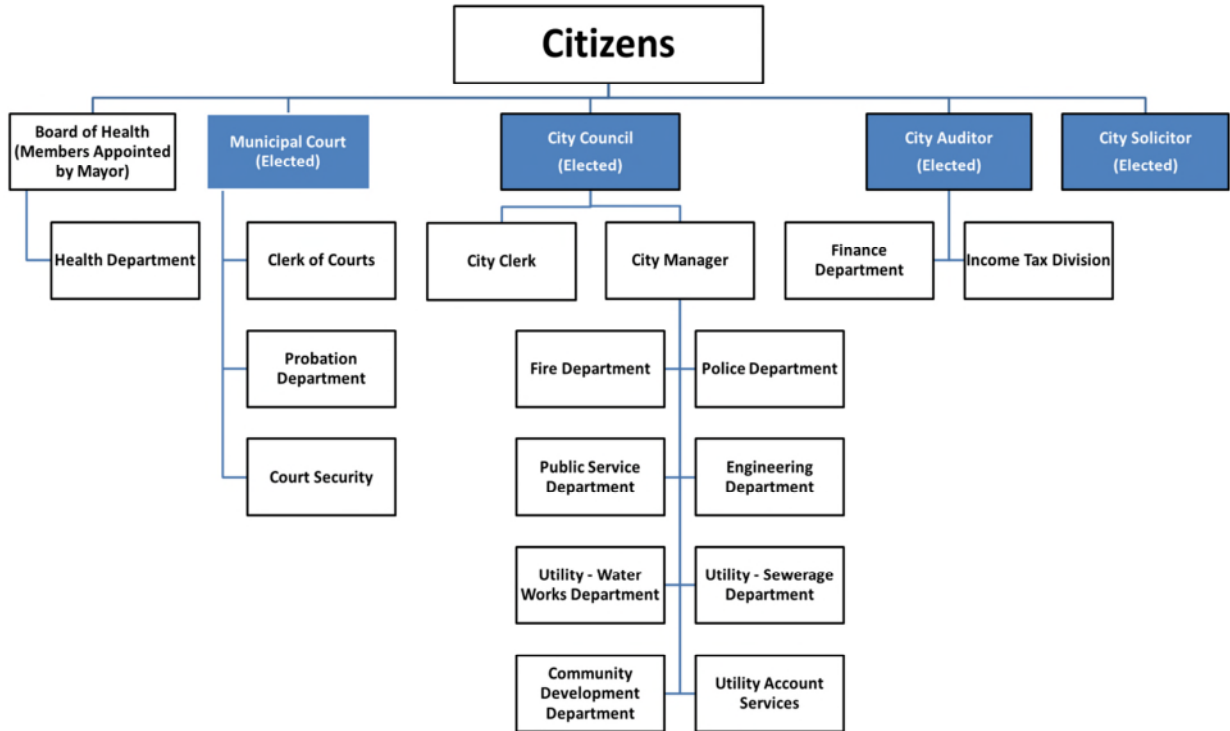 Citizens
Board of Health
(Members Appointed
by Mayor)
Municipal Court
(Elected)
City Council
(Elected)
City Auditor
(Elected)
City Solicitor
(Elected)
Health Department
Clerk of Courts
City Clerk
City Manager
Finance
Department
Income Tax Division
Probation
Department
Fire Department
Police Department
Court Security
Public Service
Department
Engineering
Department
Utility - Water
Works Department
Utility - Sewerage
Department
Community
Development
Department
Utility Account
Services